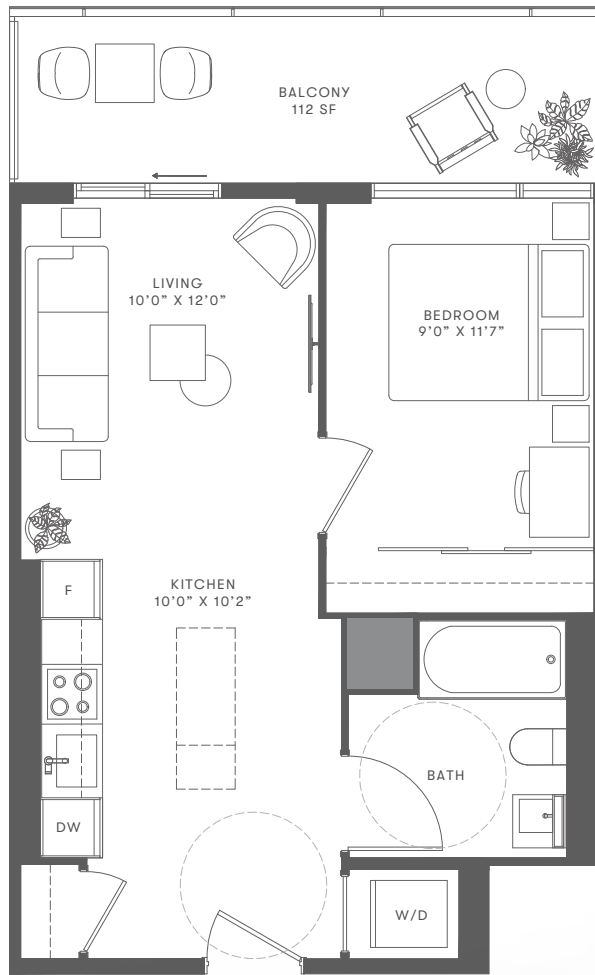 BALCONY
112 SF
LIVING
10'0" X 12'0"
BEDROOM
9'0" X 11'7"
KITCHEN
10'0" X 10'2"
F
BATH
DW
W/D